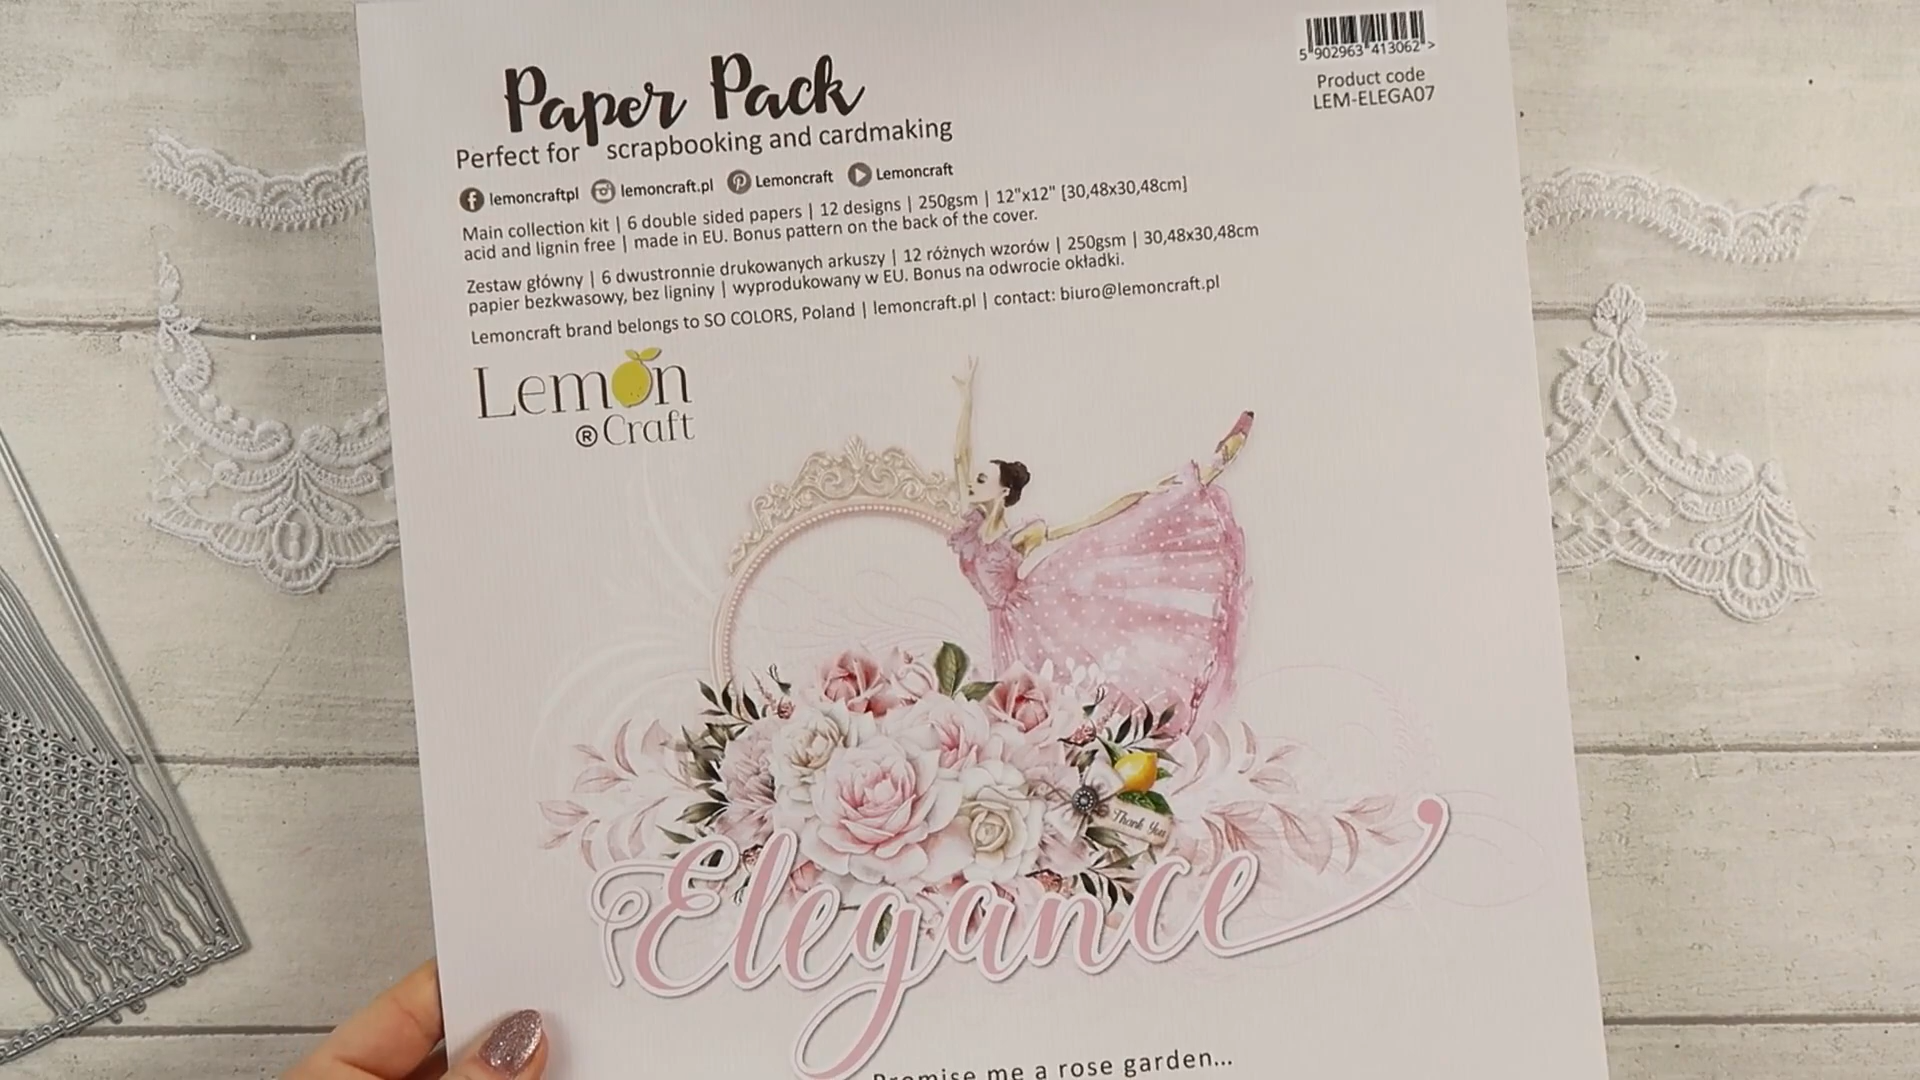 5 902963 413062 >
Product code
LEM-ELEGA07
Paper Pack
Perfect for scrapbooking and cardmaking
lemoncraftpl lemoncraft.pl Lemoncraft Lemoncraft
Main collection kit | 6 double sided papers | 12 designs | 250gsm | 12"x12" [30,48x30,48cm]
acid and lignin free | made in EU. Bonus pattern on the back of the cover.
Zestaw główny | 6 dwustronnie drukowanych arkuszy | 12 różnych wzorów | 250gsm | 30,48x30,48cm
papier bezkwasowy, bez ligniny | wyprodukowany w EU. Bonus na odwrocie okładki.
Lemoncraft brand belongs to SO COLORS, Poland | lemoncraft.pl | contact: biuro@lemoncraft.pl
Lemon
® Craft
Thank You
Elegance
Promise me a rose garden...